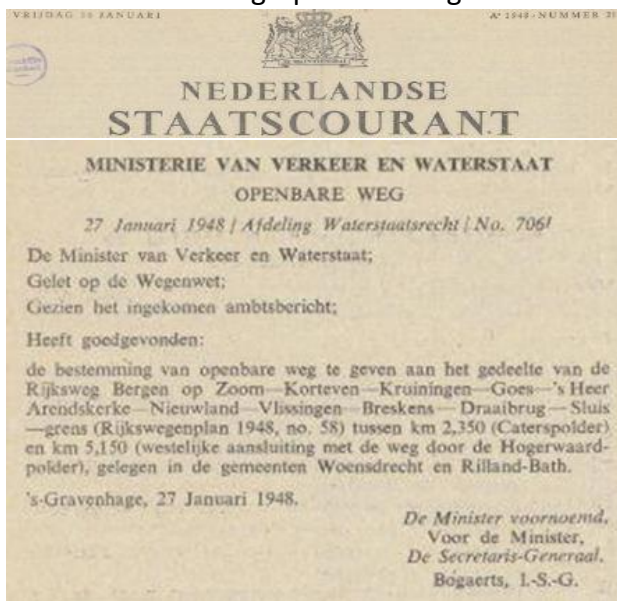 VRIJDAG 30 JANUARI
Aº 1948 - NUMMER 21
NEDERLANDSE
STAATSCOURANT
MINISTERIE VAN VERKEER EN WATERSTAAT
OPENBARE WEG
27 Januari 1948 / Afdeling Waterstaatsrecht / No. 7061
De Minister van Verkeer en Waterstaat;
Gelet op de Wegenwet;
Gezien het ingekomen ambtsbericht;
Heeft goedgevonden:
de bestemming van openbare weg te geven aan het gedeelte van de
Rijksweg Bergen op Zoom—Korteven—Kruiningen—Goes—'s Heer
Arendskerke—Nieuwland—Vlissingen—Breskens—Draaibrug—Sluis
—grens (Rijkswegenplan 1948, no. 58) tussen km 2,350 (Caterspolder)
en km 5,150 (westelijke aansluiting met de weg door de Hogerwaard-
polder), gelegen in de gemeenten Woensdrecht en Rilland-Bath.
's-Gravenhage, 27 Januari 1948.
De Minister voornoemd,
Voor de Minister,
De Secretaris-Generaal,
Bogaerts, l.-S.-G.